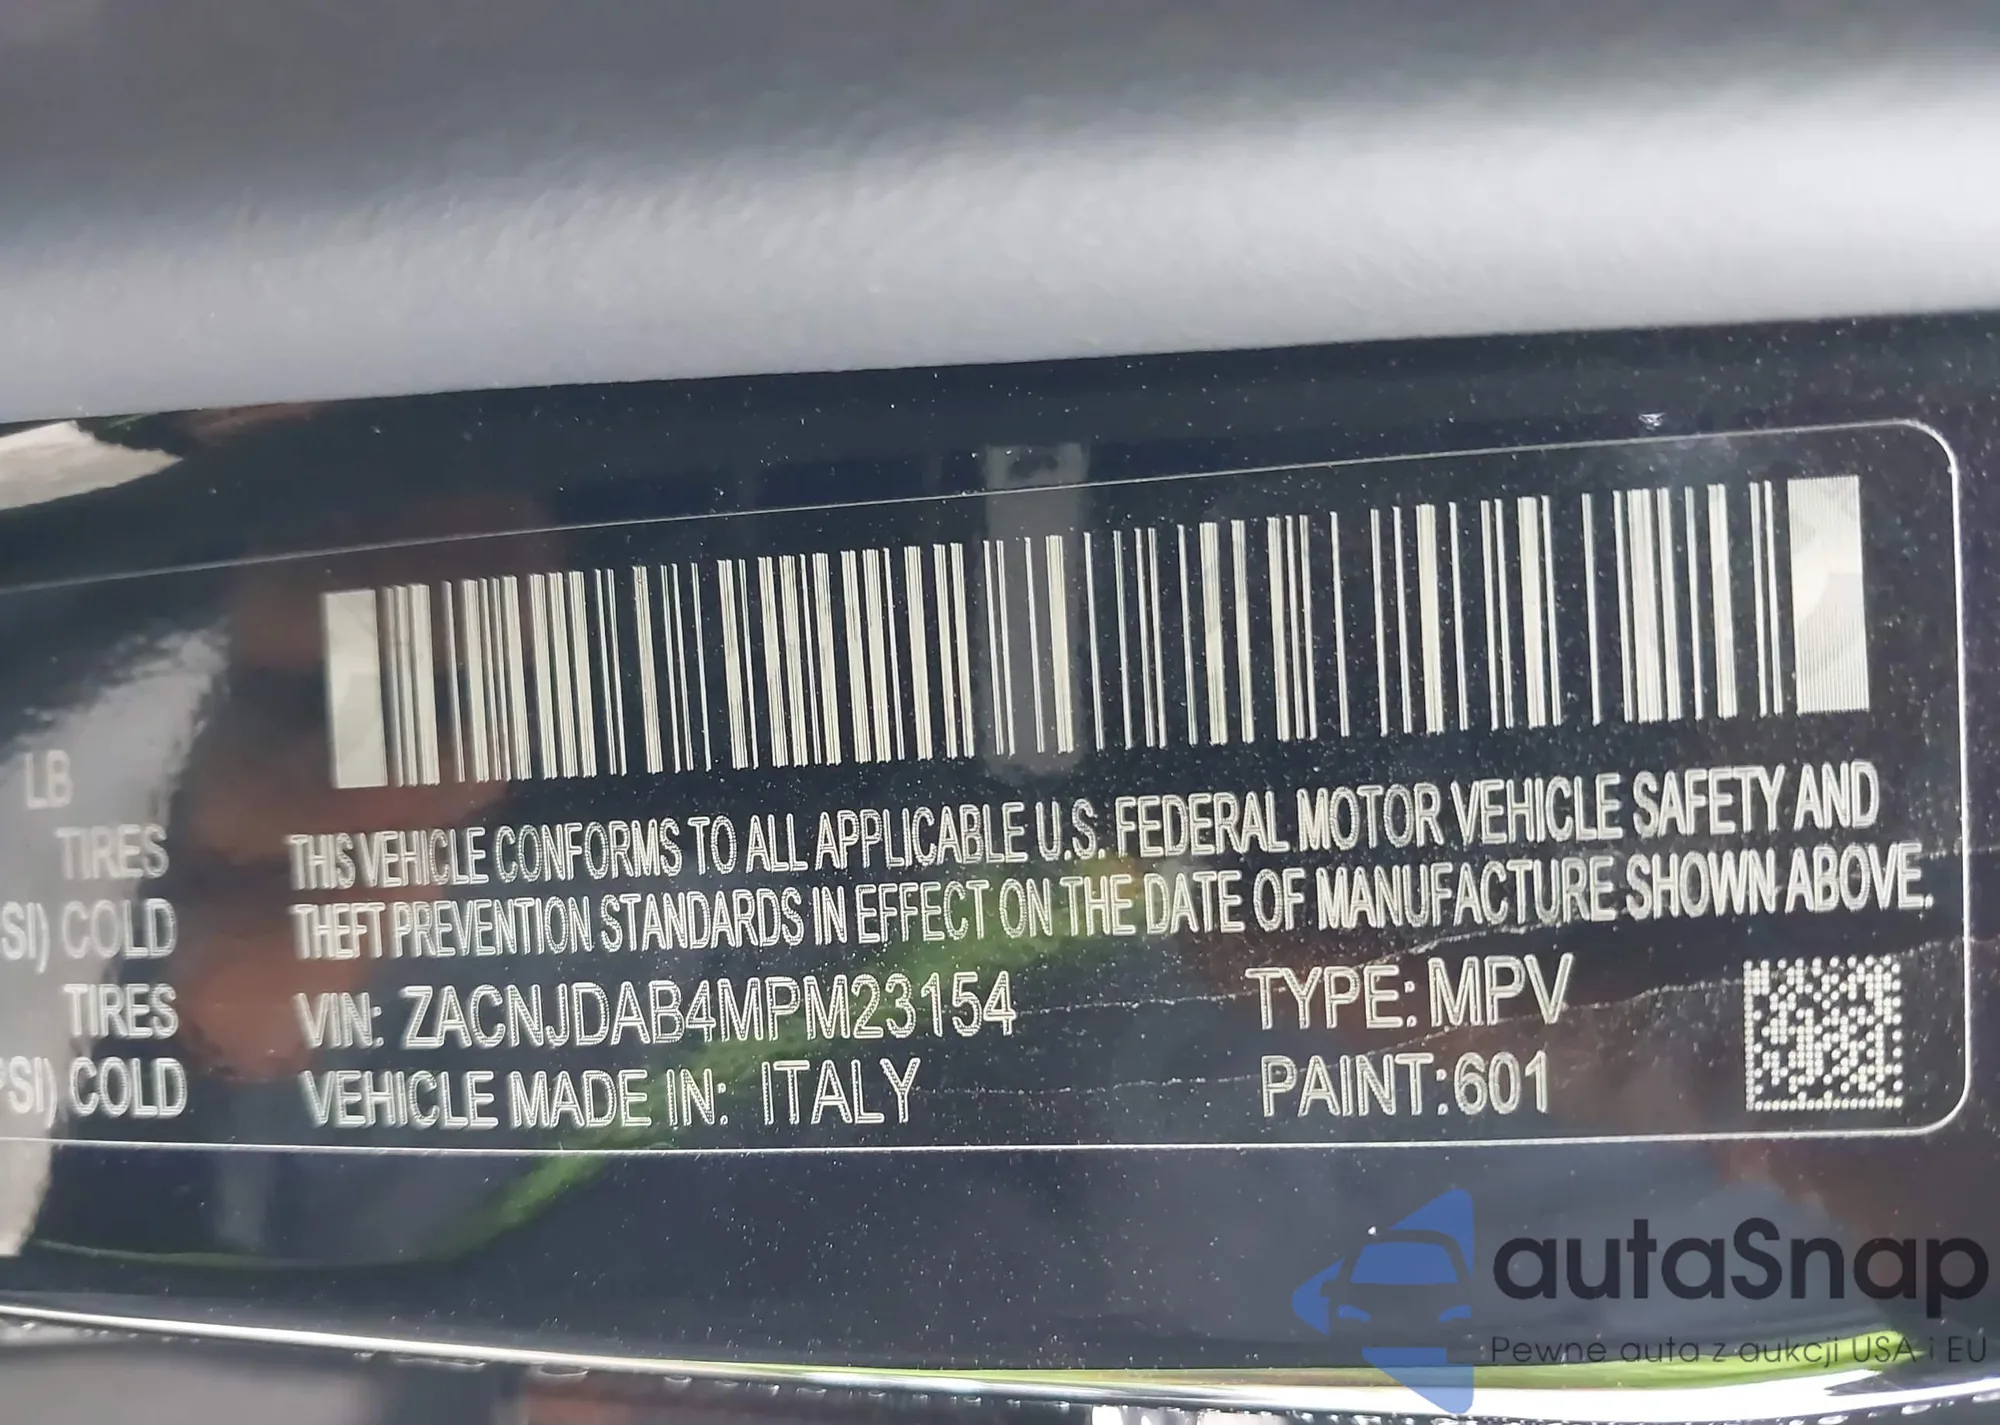 LB
TIRES
SI) COLD
TIRES
PSI) COLD
THIS VEHICLE CONFORMS TO ALL APPLICABLE U.S. FEDERAL MOTOR VEHICLE SAFETY AND
THEFT PREVENTION STANDARDS IN EFFECT ON THE DATE OF MANUFACTURE SHOWN ABOVE.
VIN: ZACNJDAB4MPM23154 TYPE: MPV
VEHICLE MADE IN: ITALY PAINT:601
autaSnap
Pewne auta z aukcji USA i EU